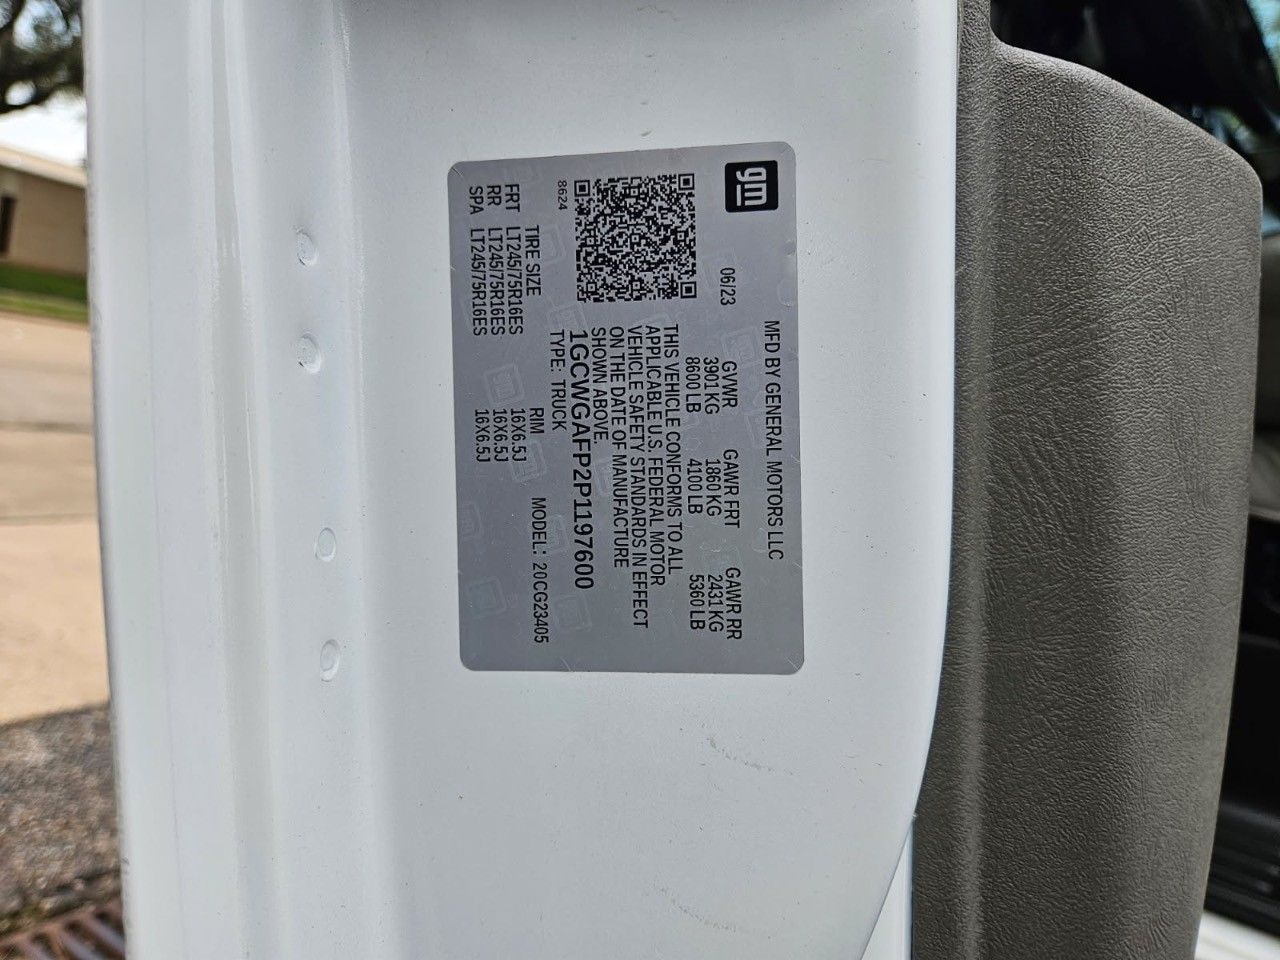 gm
MFD BY GENERAL MOTORS LLC
06/23
GVWR GAWR FRT GAWR RR
3901 KG 1860 KG 2431 KG
8600 LB 4100 LB 5360 LB
THIS VEHICLE CONFORMS TO ALL
APPLICABLE U.S. FEDERAL MOTOR
VEHICLE SAFETY STANDARDS IN EFFECT
ON THE DATE OF MANUFACTURE
SHOWN ABOVE.
1GCWGAFP2P1197600
8624
TYPE: TRUCK
MODEL: 20CG23405
TIRE SIZE RIM
FRT LT245/75R16ES 16X6.5J
RR LT245/75R16ES 16X6.5J
SPA LT245/75R16ES 16X6.5J